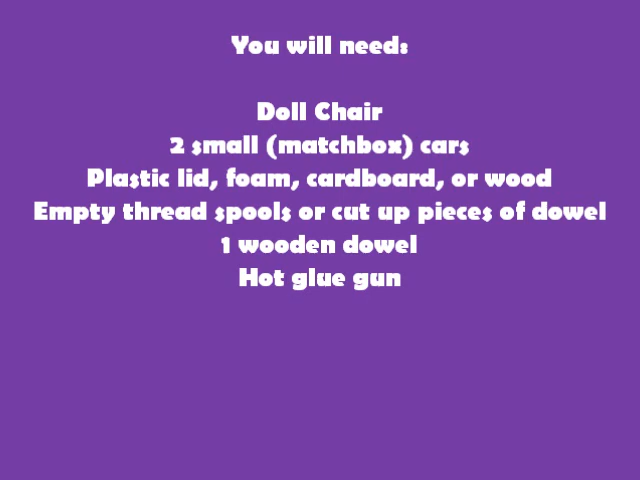 You will need:
Doll Chair
2 small (matchbox) cars
Plastic lid, foam, cardboard, or wood
Empty thread spools or cut up pieces of dowel
1 wooden dowel
Hot glue gun